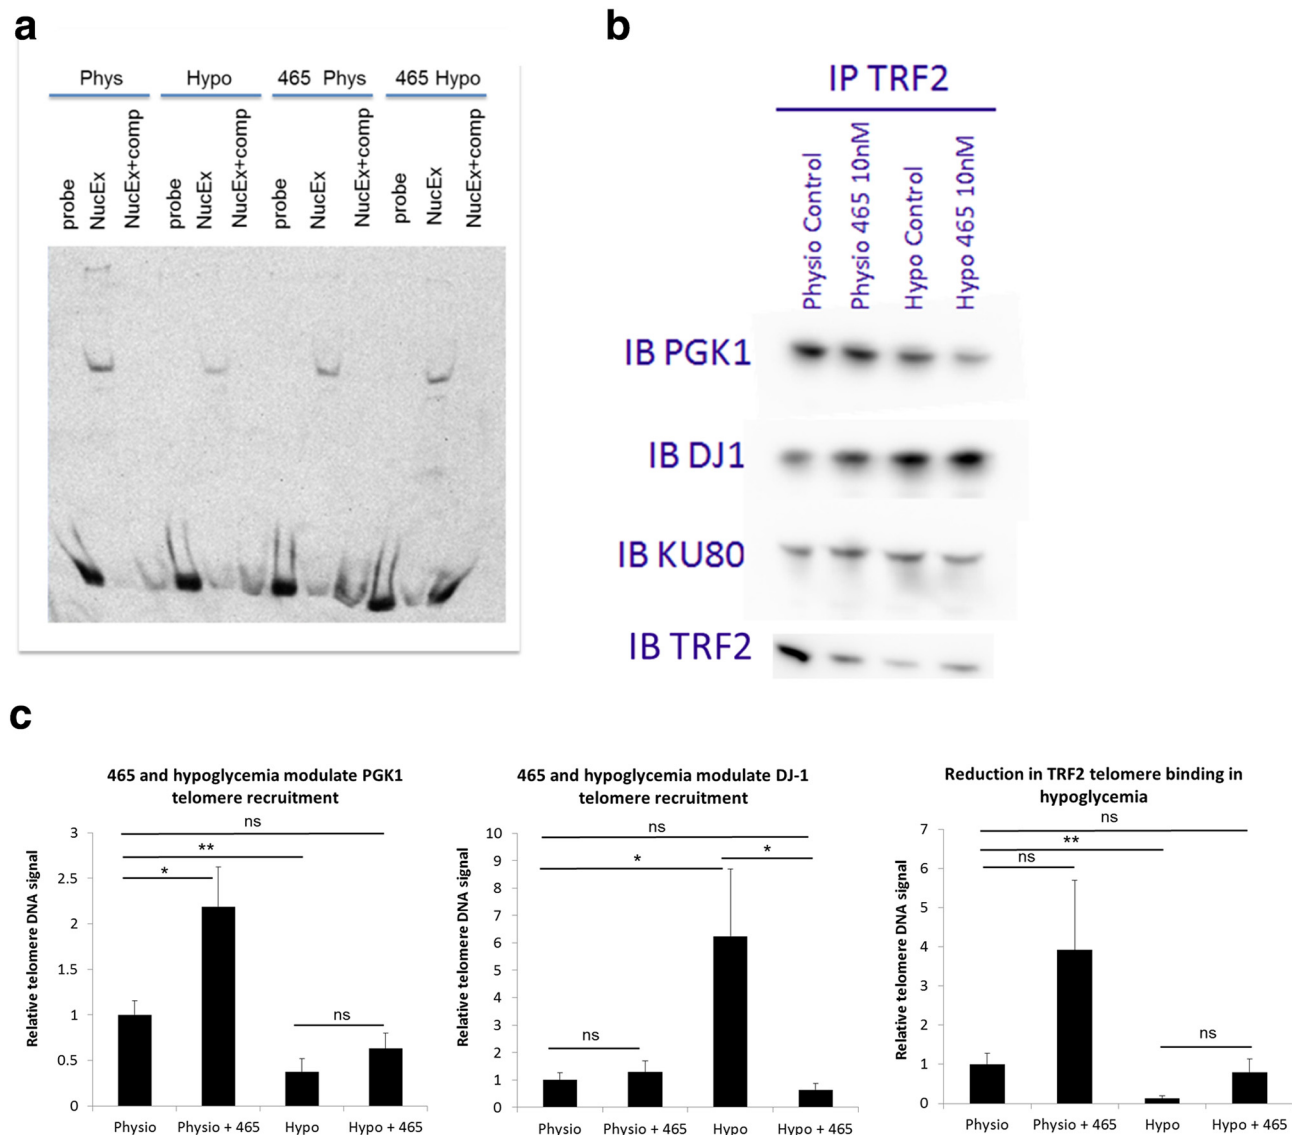 a
Phys Hypo 465 Phys 465 Hypo
probe NucEx NucEx+comp probe NucEx NucEx+comp probe NucEx NucEx+comp probe NucEx NucEx+comp
b
IP TRF2
Physio Control
Physio 465 10nM
Hypo Control
Hypo 465 10nM
IB PGK1
IB DJ1
IB KU80
IB TRF2
c
465 and hypoglycemia modulate PGK1
telomere recruitment
Relative telomere DNA signal
3
2.5
2
1.5
1
0.5
0
ns
**
*
ns
Physio Physio + 465 Hypo Hypo + 465
465 and hypoglycemia modulate DJ-1
telomere recruitment
Relative telomere DNA signal
10
9
8
7
6
5
4
3
2
1
0
ns
*
*
ns
Physio Physio + 465 Hypo Hypo + 465
Reduction in TRF2 telomere binding in
hypoglycemia
Relative telomere DNA signal
7
6
5
4
3
2
1
0
ns
**
ns
ns
Physio Physio + 465 Hypo Hypo + 465